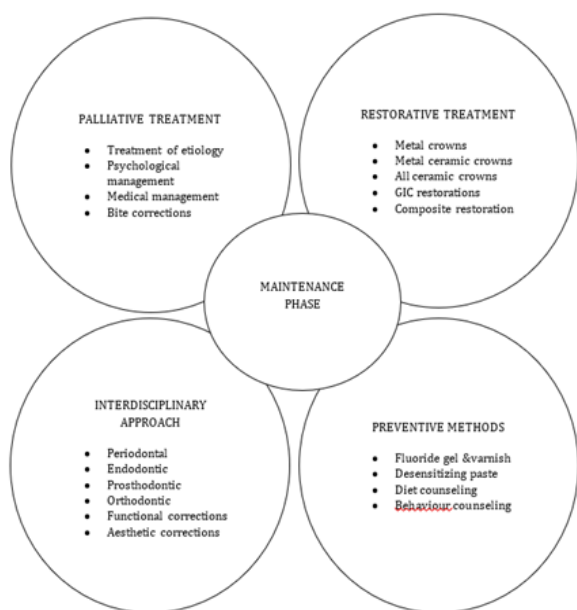 PALLIATIVE TREATMENT
• Treatment of etiology
• Psychological
management
• Medical management
• Bite corrections
RESTORATIVE TREATMENT
• Metal crowns
• Metal ceramic crowns
• All ceramic crowns
• GIC restorations
• Composite restoration
MAINTENANCE
PHASE
INTERDISCIPLINARY
APPROACH
• Periodontal
• Endodontic
• Prosthodontic
• Orthodontic
• Functional corrections
• Aesthetic corrections
PREVENTIVE METHODS
• Fluoride gel &varnish
• Desensitizing paste
• Diet counseling
• Behaviour counseling